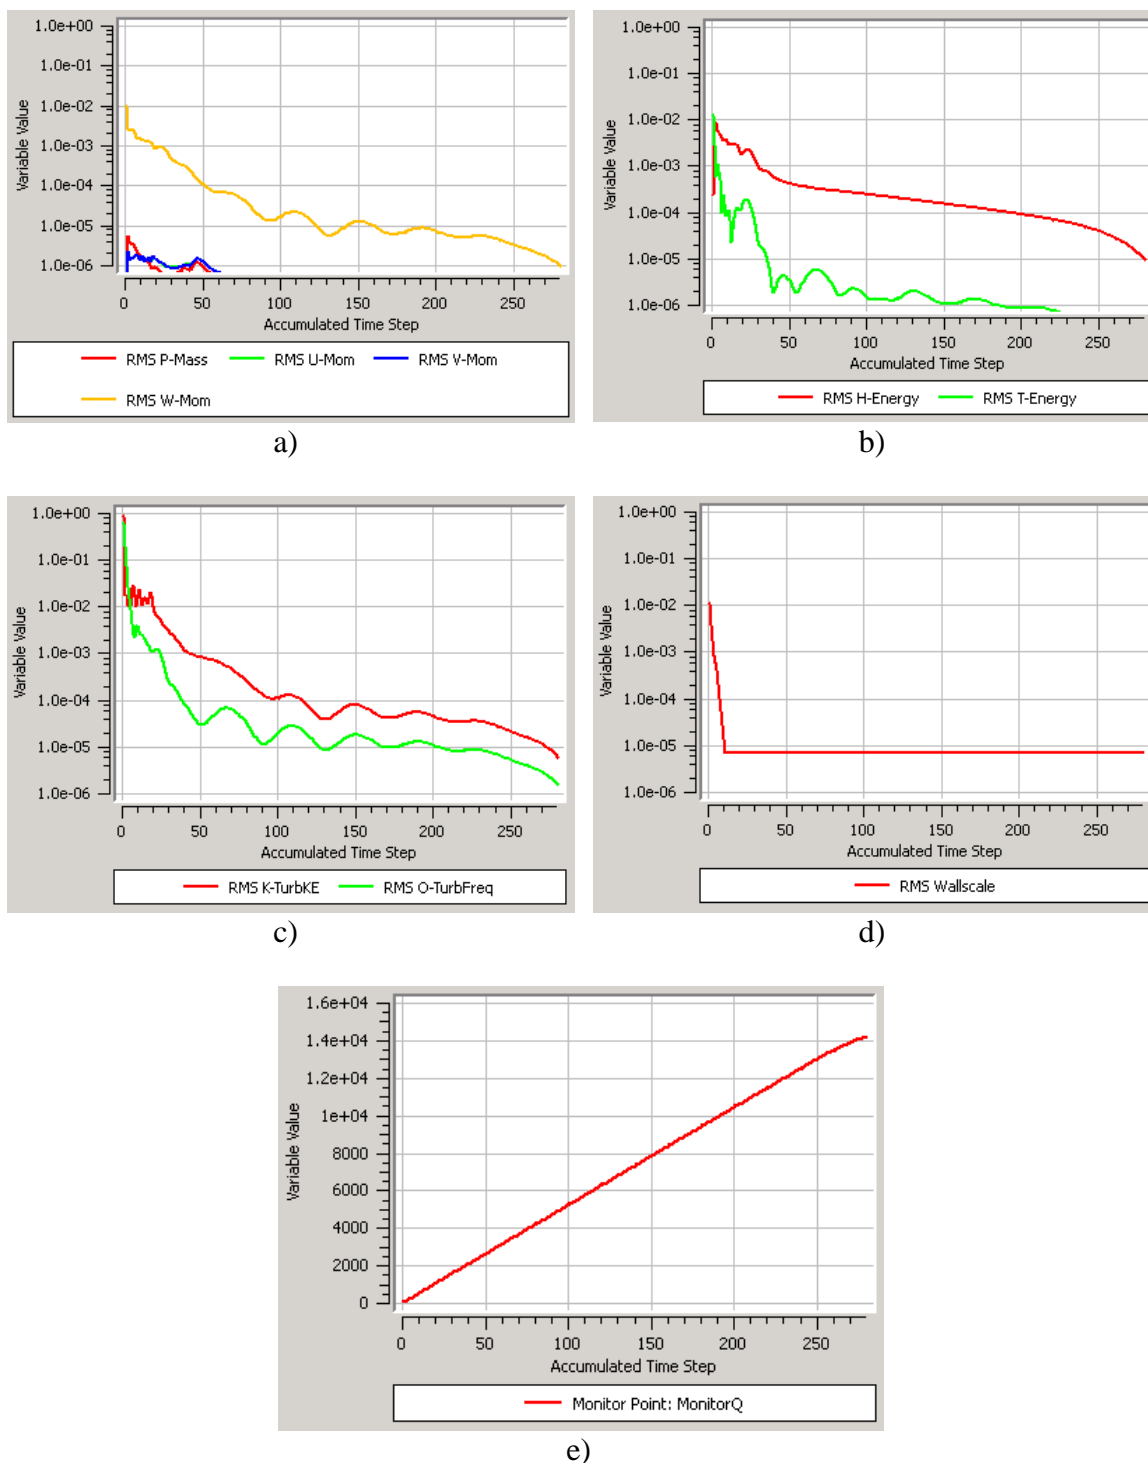 1.0e+00
1.0e-01
1.0e-02
1.0e-03
1.0e-04
1.0e-05
1.0e-06
Variable Value
0 50 100 150 200 250
Accumulated Time Step
RMS P-Mass RMS U-Mom RMS V-Mom
RMS W-Mom
a)
1.0e+00
1.0e-01
1.0e-02
1.0e-03
1.0e-04
1.0e-05
1.0e-06
Variable Value
0 50 100 150 200 250
Accumulated Time Step
RMS H-Energy RMS T-Energy
b)
1.0e+00
1.0e-01
1.0e-02
1.0e-03
1.0e-04
1.0e-05
1.0e-06
Variable Value
0 50 100 150 200 250
Accumulated Time Step
RMS K-TurbKE RMS O-TurbFreq
c)
1.0e+00
1.0e-01
1.0e-02
1.0e-03
1.0e-04
1.0e-05
1.0e-06
Variable Value
0 50 100 150 200 250
Accumulated Time Step
RMS Wallscale
d)
1.6e+04
1.4e+04
1.2e+04
1e+04
8000
6000
4000
2000
0
Variable Value
0 50 100 150 200 250
Accumulated Time Step
Monitor Point: MonitorQ
e)